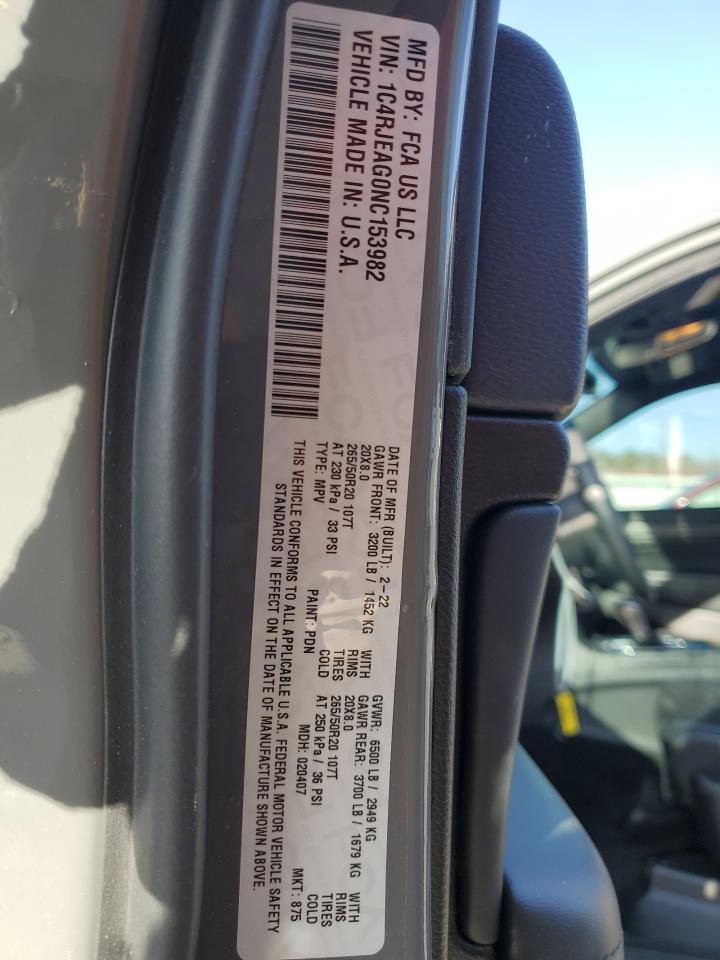 MFD BY: FCA US LLC
VIN: 1C4RJEAG0NC153982
VEHICLE MADE IN: U.S.A.
DATE OF MFR (BUILT): 2-22 GVWR: 6500 LB / 2949 KG
GAWR FRONT: 3200 LB / 1452 KG WITH GAWR REAR: 3700 LB / 1679 KG WITH
20X8.0 RIMS 20X8.0 RIMS
265/50R20 107T TIRES 265/50R20 107T TIRES
AT 230 kPa / 33 PSI COLD AT 250 kPa / 36 PSI COLD
TYPE: MPV PAINT: PDN MDH: 020407 MKT: 875
THIS VEHICLE CONFORMS TO ALL APPLICABLE U.S.A. FEDERAL MOTOR VEHICLE SAFETY
STANDARDS IN EFFECT ON THE DATE OF MANUFACTURE SHOWN ABOVE.